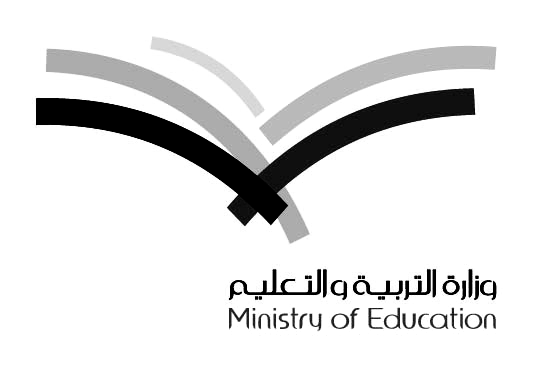 وزارة التربية والتعليم
Ministry of Education